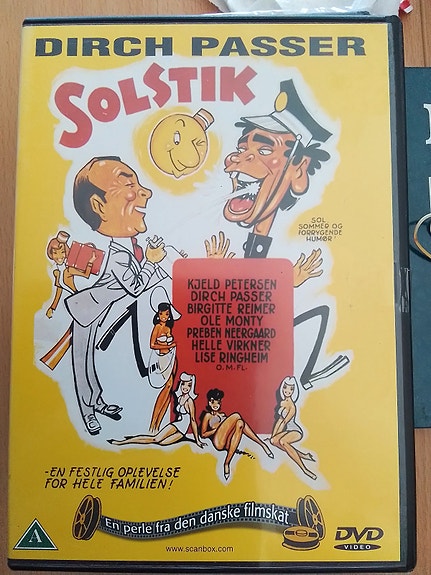 DIRCH PASSER
SOLSTIK
SOL
SOMMER OG
FORRYGENDE
HUMØR!
KJELD PETERSEN
DIRCH PASSER
BIRGITTE REIMER
OLE MONTY
PREBEN NEERGAARD
HELLE VIRKNER
LISE RINGHEIM
O.M.FL.
-EN FESTLIG OPLEVELSE
FOR HELE FAMILIEN!
En perle fra den danske filmskat
A
www.scanbox.com
DVD
VIDEO